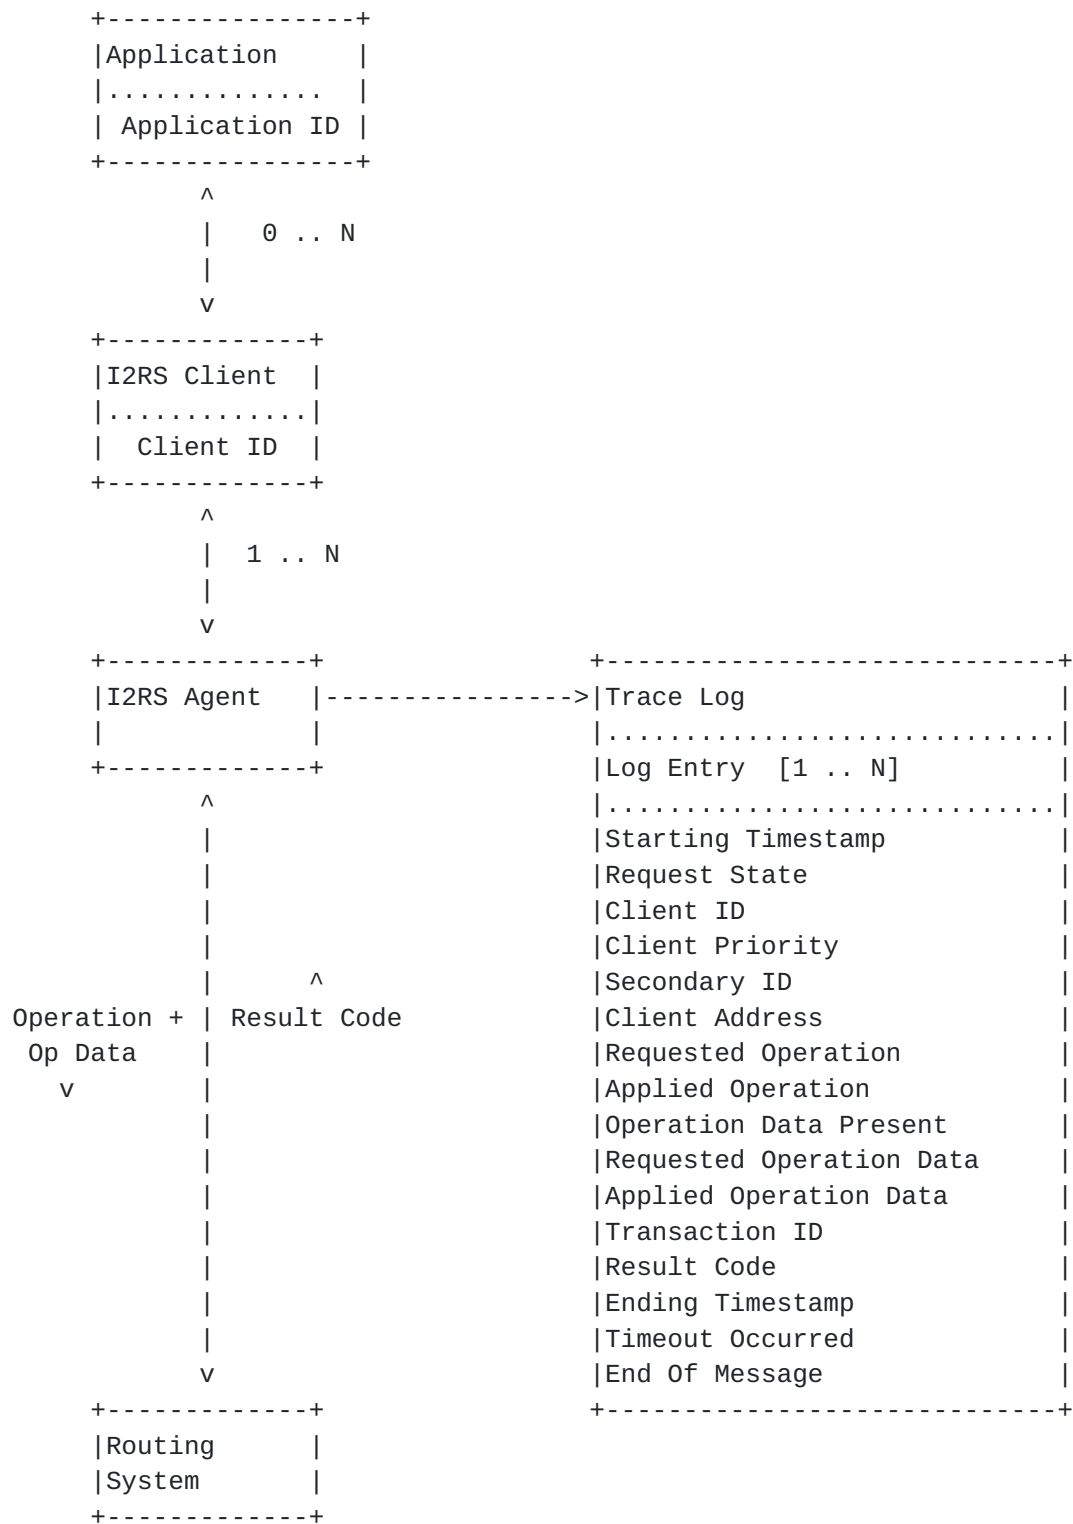 +----------------+
|Application     |
|..............  |
| Application ID |
+----------------+
       ^
       |   0 .. N
       |
       v
+-------------+
|I2RS Client  |
|.............|
|  Client ID  |
+-------------+
       ^
       |  1 .. N
       |
       v
+-------------+                 +-----------------------------+
|I2RS Agent   |---------------->|Trace Log                    |
|             |                 |.............................|
+-------------+                 |Log Entry  [1 .. N]          |
       ^                        |.............................|
       |                        |Starting Timestamp           |
       |                        |Request State                |
       |                        |Client ID                    |
       |                        |Client Priority              |
       |      ^                 |Secondary ID                 |
Operation + | Result Code            |Client Address               |
 Op Data    |                        |Requested Operation          |
   v        |                        |Applied Operation            |
       |                        |Operation Data Present       |
       |                        |Requested Operation Data     |
       |                        |Applied Operation Data       |
       |                        |Transaction ID               |
       |                        |Result Code                  |
       |                        |Ending Timestamp             |
       |                        |Timeout Occurred             |
       v                        |End Of Message               |
+-------------+                 +-----------------------------+
|Routing      |
|System       |
+-------------+